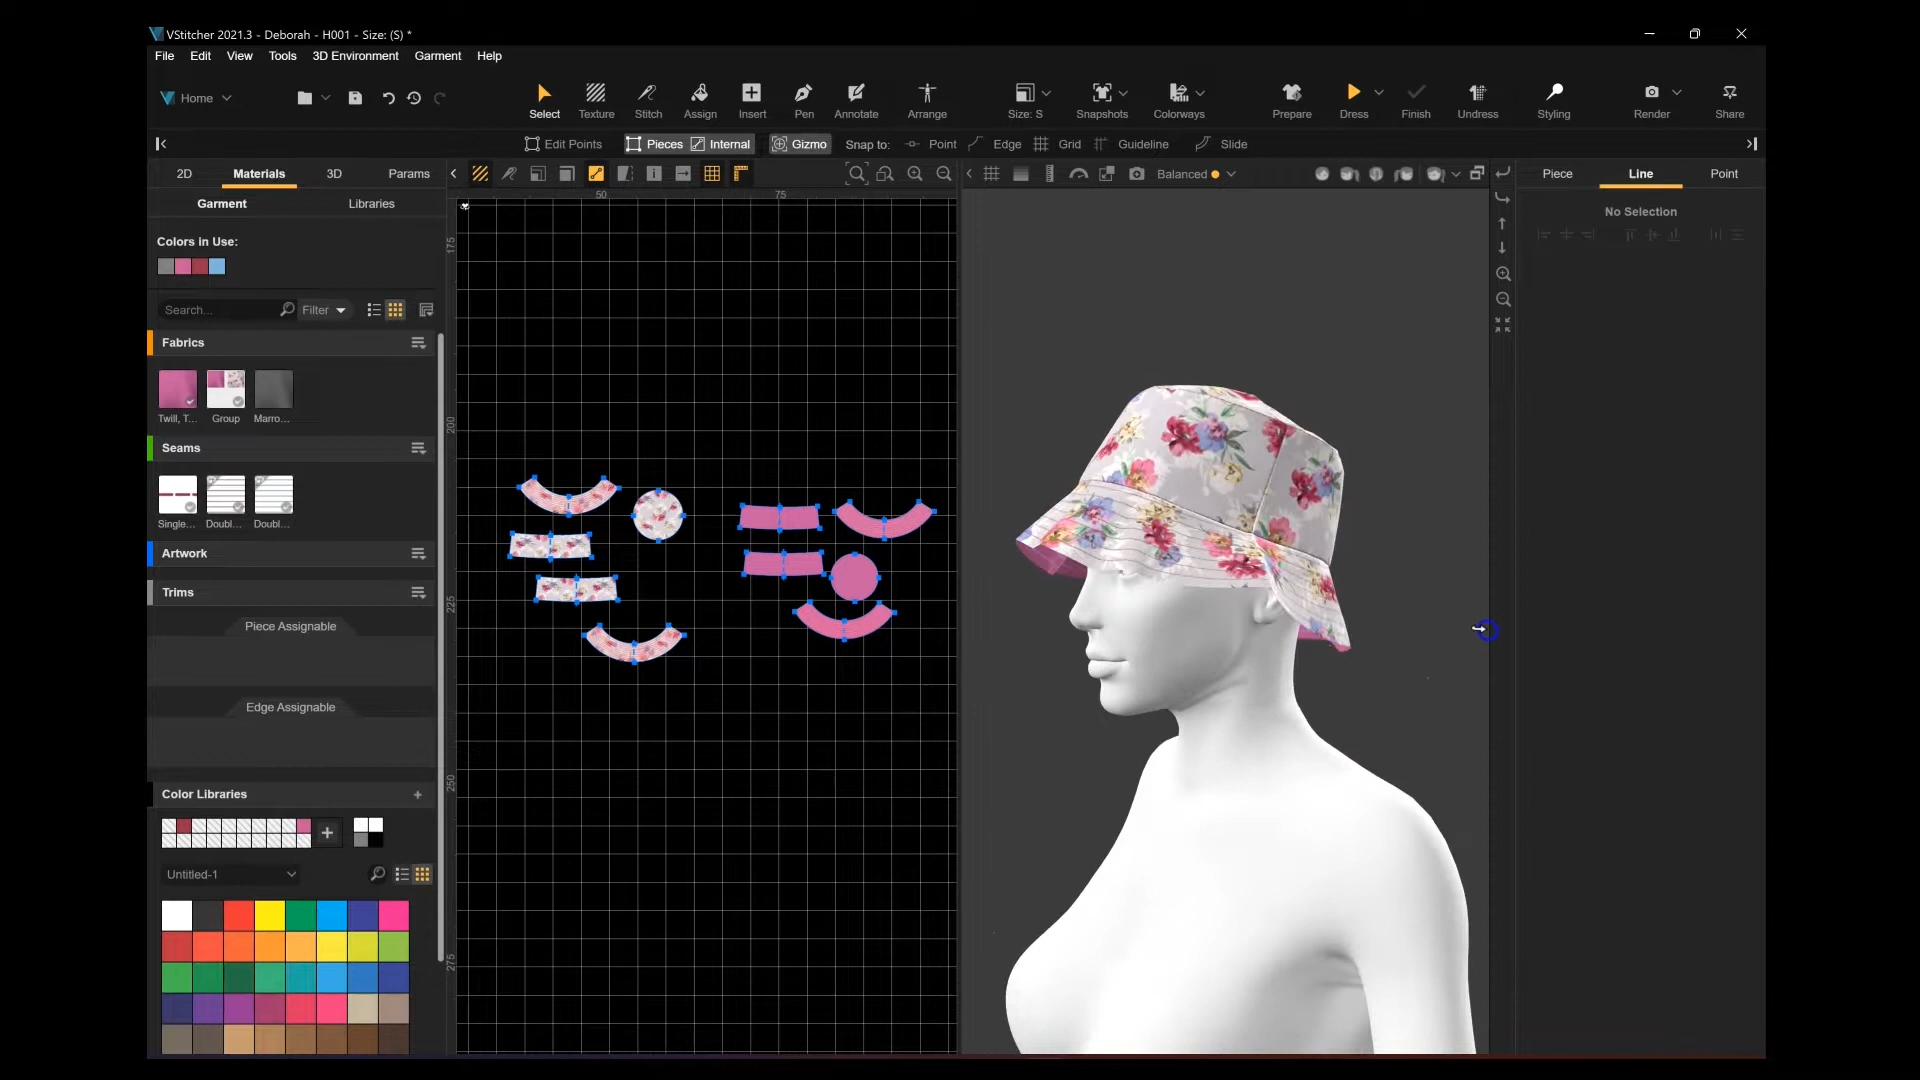 VStitcher 2021.3 - Deborah - H001 - Size: (S) *
File Edit View Tools 3D Environment Garment Help
Home
Select Texture Stitch Assign Insert Pen Annotate Arrange Size: S Snapshots Colorways Prepare Dress Finish Undress Styling Render Share
Edit Points Pieces Internal Gizmo Snap to: Point Edge Grid Guideline Slide
2D Materials 3D Params Balanced Piece Line Point
50 75
Garment Libraries
No Selection
Colors in Use:
175
Search... Filter
Fabrics
Twill, T... Group Marro...
200
Seams
Single... Doubl... Doubl...
Artwork
Trims
225
Piece Assignable
Edge Assignable
250
Color Libraries
Untitled-1
275